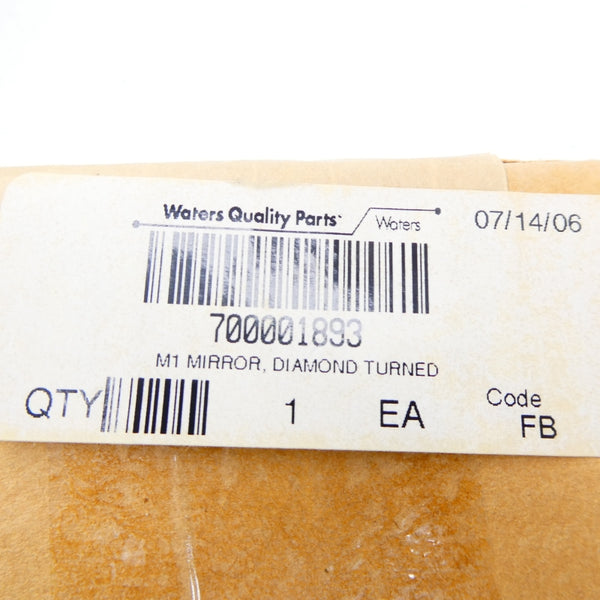 Waters Quality Parts Waters 07/14/06
700001893
M1 MIRROR, DIAMOND TURNED
QTY 1 EA Code
FB